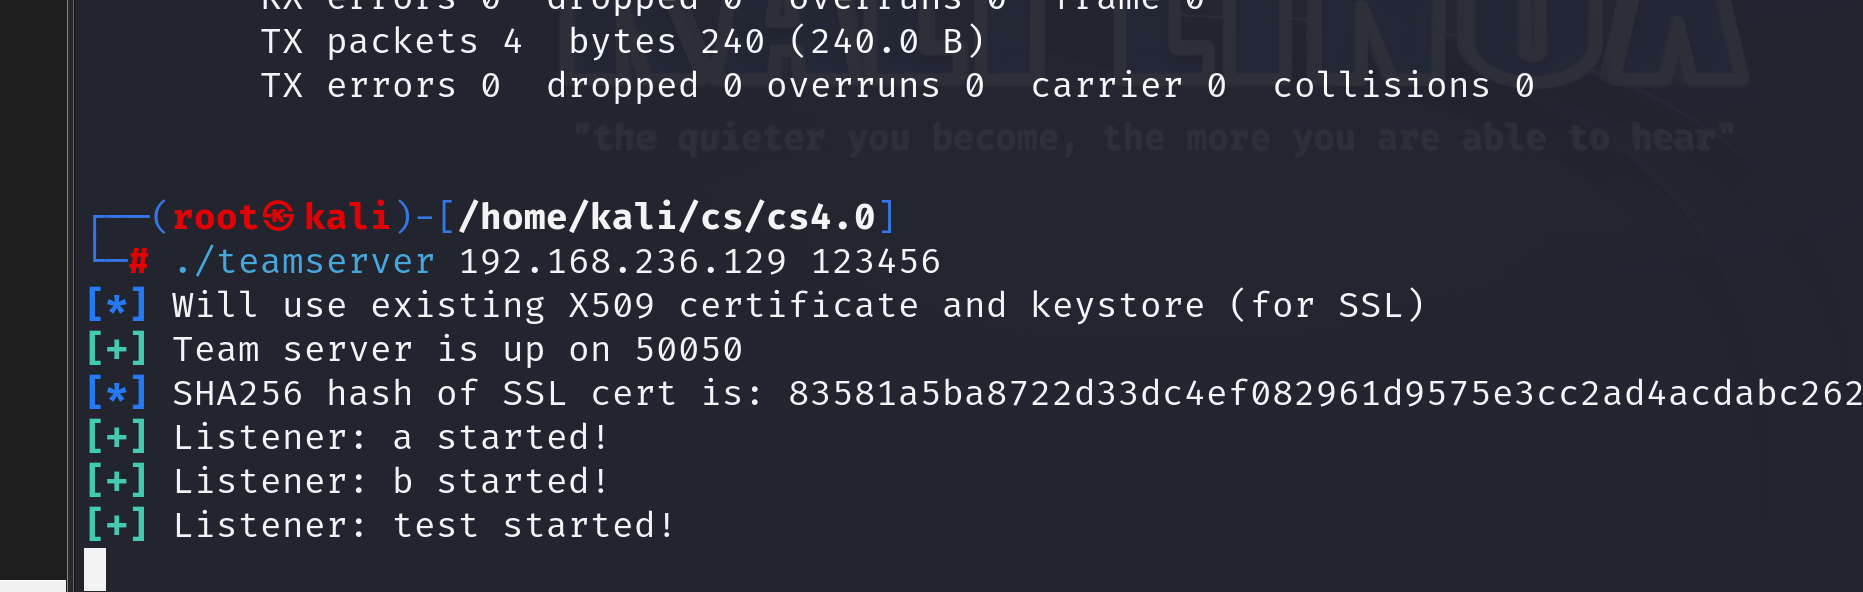 RX errors 0  dropped 0  overruns 0  frame 0
TX packets 4  bytes 240 (240.0 B)
TX errors 0  dropped 0 overruns 0  carrier 0  collisions 0
KALI LINUX
"the quieter you become, the more you are able to hear"
┌──(root㉿kali)-[/home/kali/cs/cs4.0]
└─# ./teamserver 192.168.236.129 123456
[*] Will use existing X509 certificate and keystore (for SSL)
[+] Team server is up on 50050
[*] SHA256 hash of SSL cert is: 83581a5ba8722d33dc4ef082961d9575e3cc2ad4acdabc262
[+] Listener: a started!
[+] Listener: b started!
[+] Listener: test started!